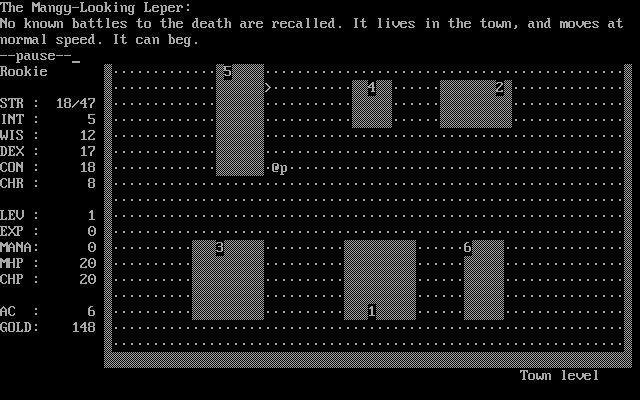 The Mangy-Looking Leper:
No known battles to the death are recalled. It lives in the town, and moves at
normal speed. It can beg.
--pause--_
Rookie 5
> 4 2
STR : 18/47
INT : 5
WIS : 12
DEX : 17
CON : 18 @p
CHR : 8
LEV : 1
EXP : 0
MANA: 0 3 6
MHP : 20
CHP : 20
AC : 6 1
GOLD: 148
Town level